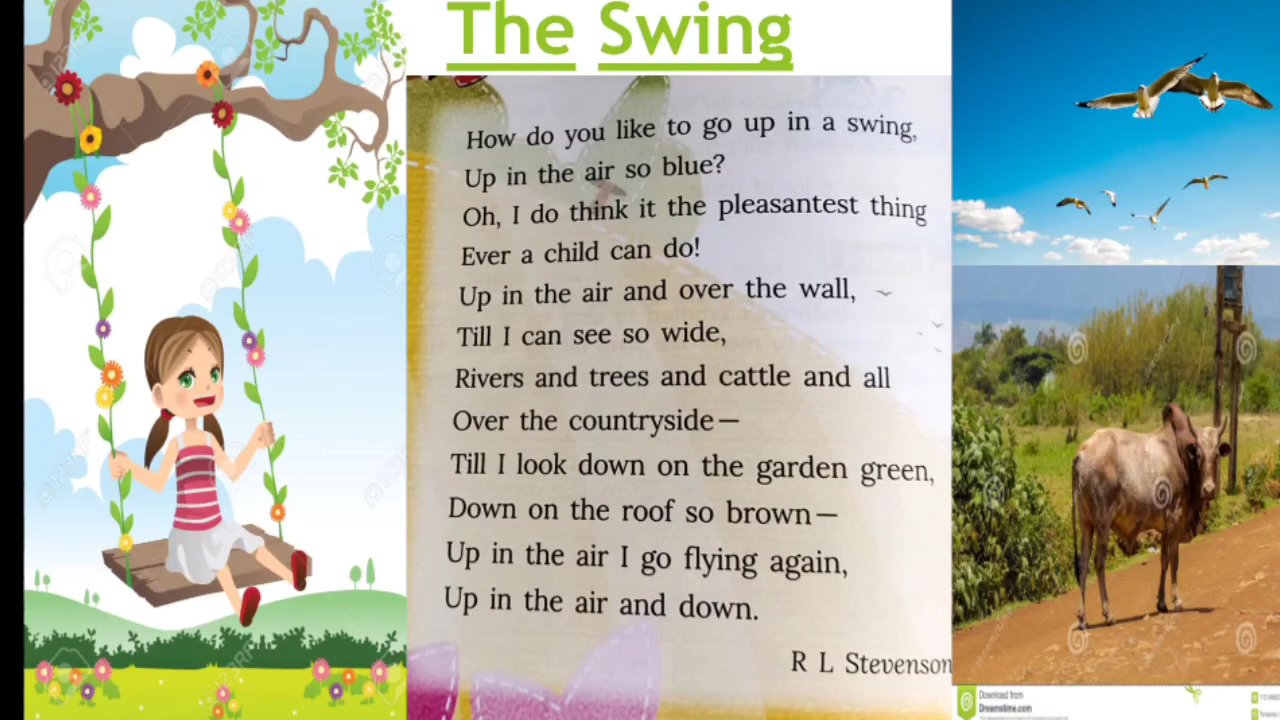 The Swing
How do you like to go up in a swing,
Up in the air so blue?
Oh, I do think it the pleasantest thing
Ever a child can do!
Up in the air and over the wall,
Till I can see so wide,
Rivers and trees and cattle and all
Over the countryside—
Till I look down on the garden green,
Down on the roof so brown—
Up in the air I go flying again,
Up in the air and down.
R L Stevenson
Download from
Dreamstime.com